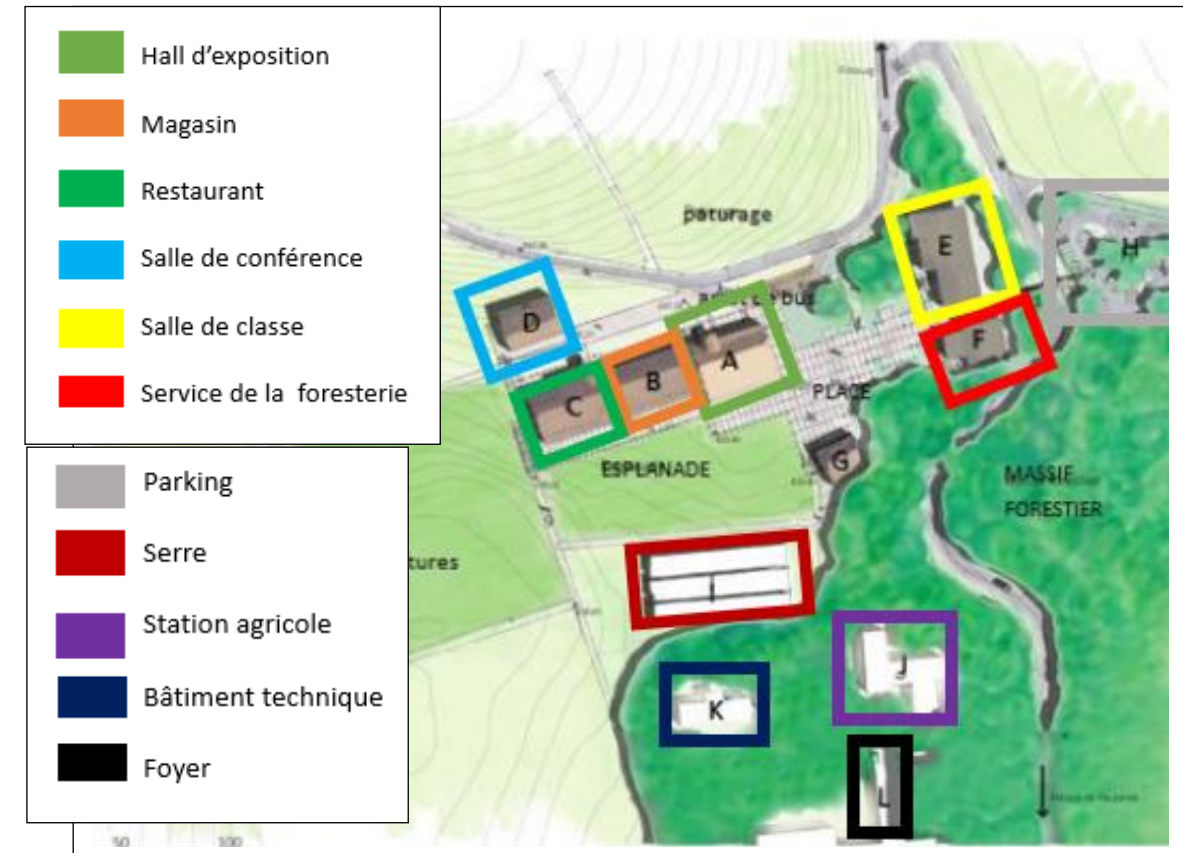 Hall d'exposition
Magasin
Restaurant
Salle de conférence
Salle de classe
Service de la foresterie
Parking
Serre
Station agricole
Bâtiment technique
Foyer
paturage
E
H
D
bus
A
F
B
C
PLACE
G
ESPLANADE
MASSIF
FORESTIER
tures
I
J
K
L
50
100